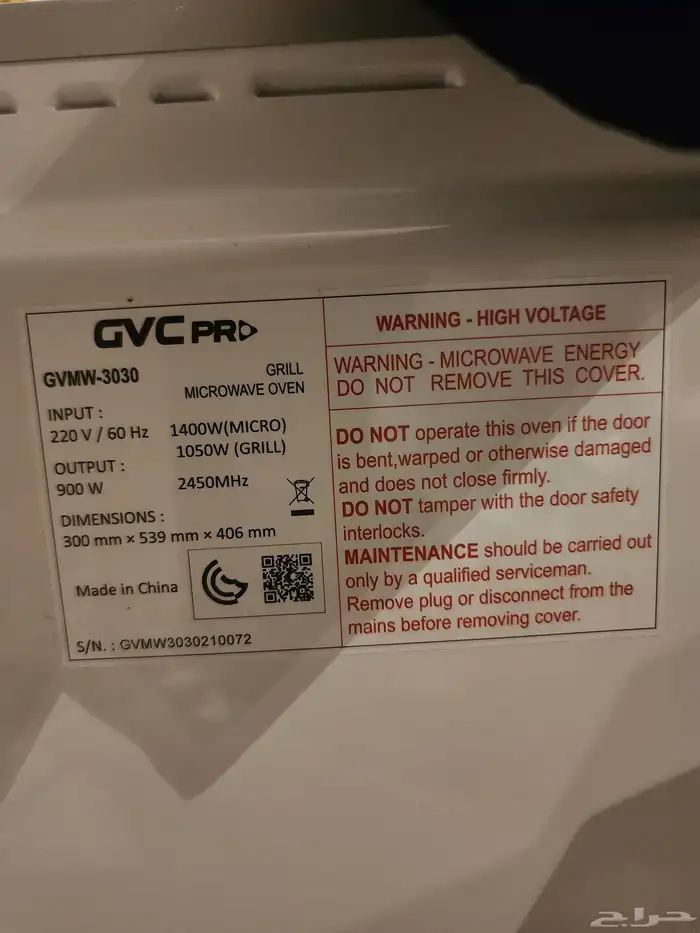 GVC PRO
GVMW-3030
GRILL
MICROWAVE OVEN
INPUT :
220 V / 60 Hz 1400W(MICRO)
1050W (GRILL)
OUTPUT :
900 W 2450MHz
DIMENSIONS :
300 mm × 539 mm × 406 mm
Made in China
S/N. : GVMW3030210072
WARNING - HIGH VOLTAGE
WARNING - MICROWAVE ENERGY
DO NOT REMOVE THIS COVER.
DO NOT operate this oven if the door
is bent,warped or otherwise damaged
and does not close firmly.
DO NOT tamper with the door safety
interlocks.
MAINTENANCE should be carried out
only by a qualified serviceman.
Remove plug or disconnect from the
mains before removing cover.
حراج